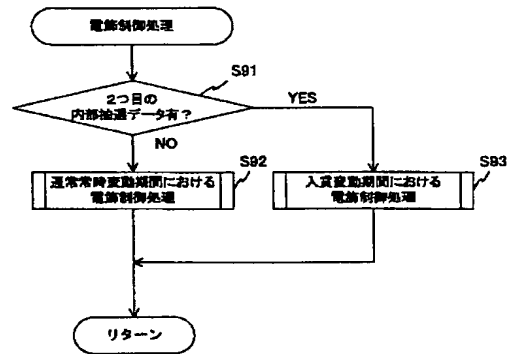 電飾制御処理
S91
2つ目の
内部抽選データ有?
YES
NO
S92
通常常時変動期間における
電飾制御処理
S93
入賞変動期間における
電飾制御処理
リターン